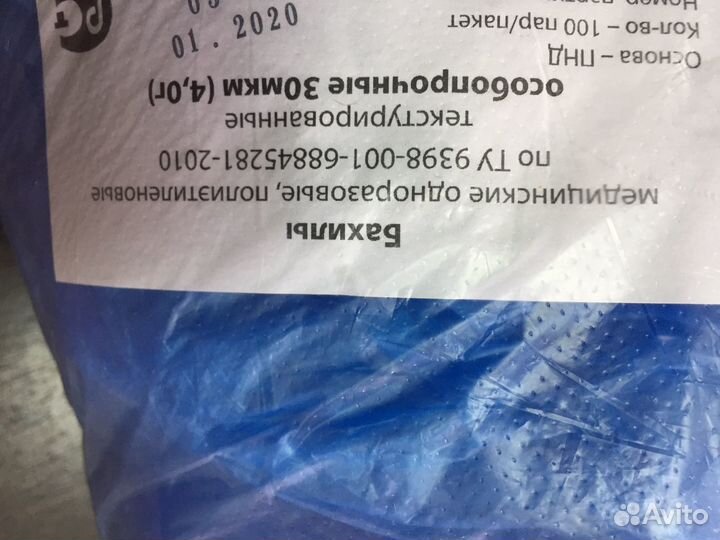 Бахилы
медицинские одноразовые, полиэтиленовые
по ТУ 9398-001-68845281-2010
текстурированные
особопрочные 30мкм (4,0г)
Основа – ПНД
Кол-во – 100 пар/пакет
Номер
01.2020
Avito